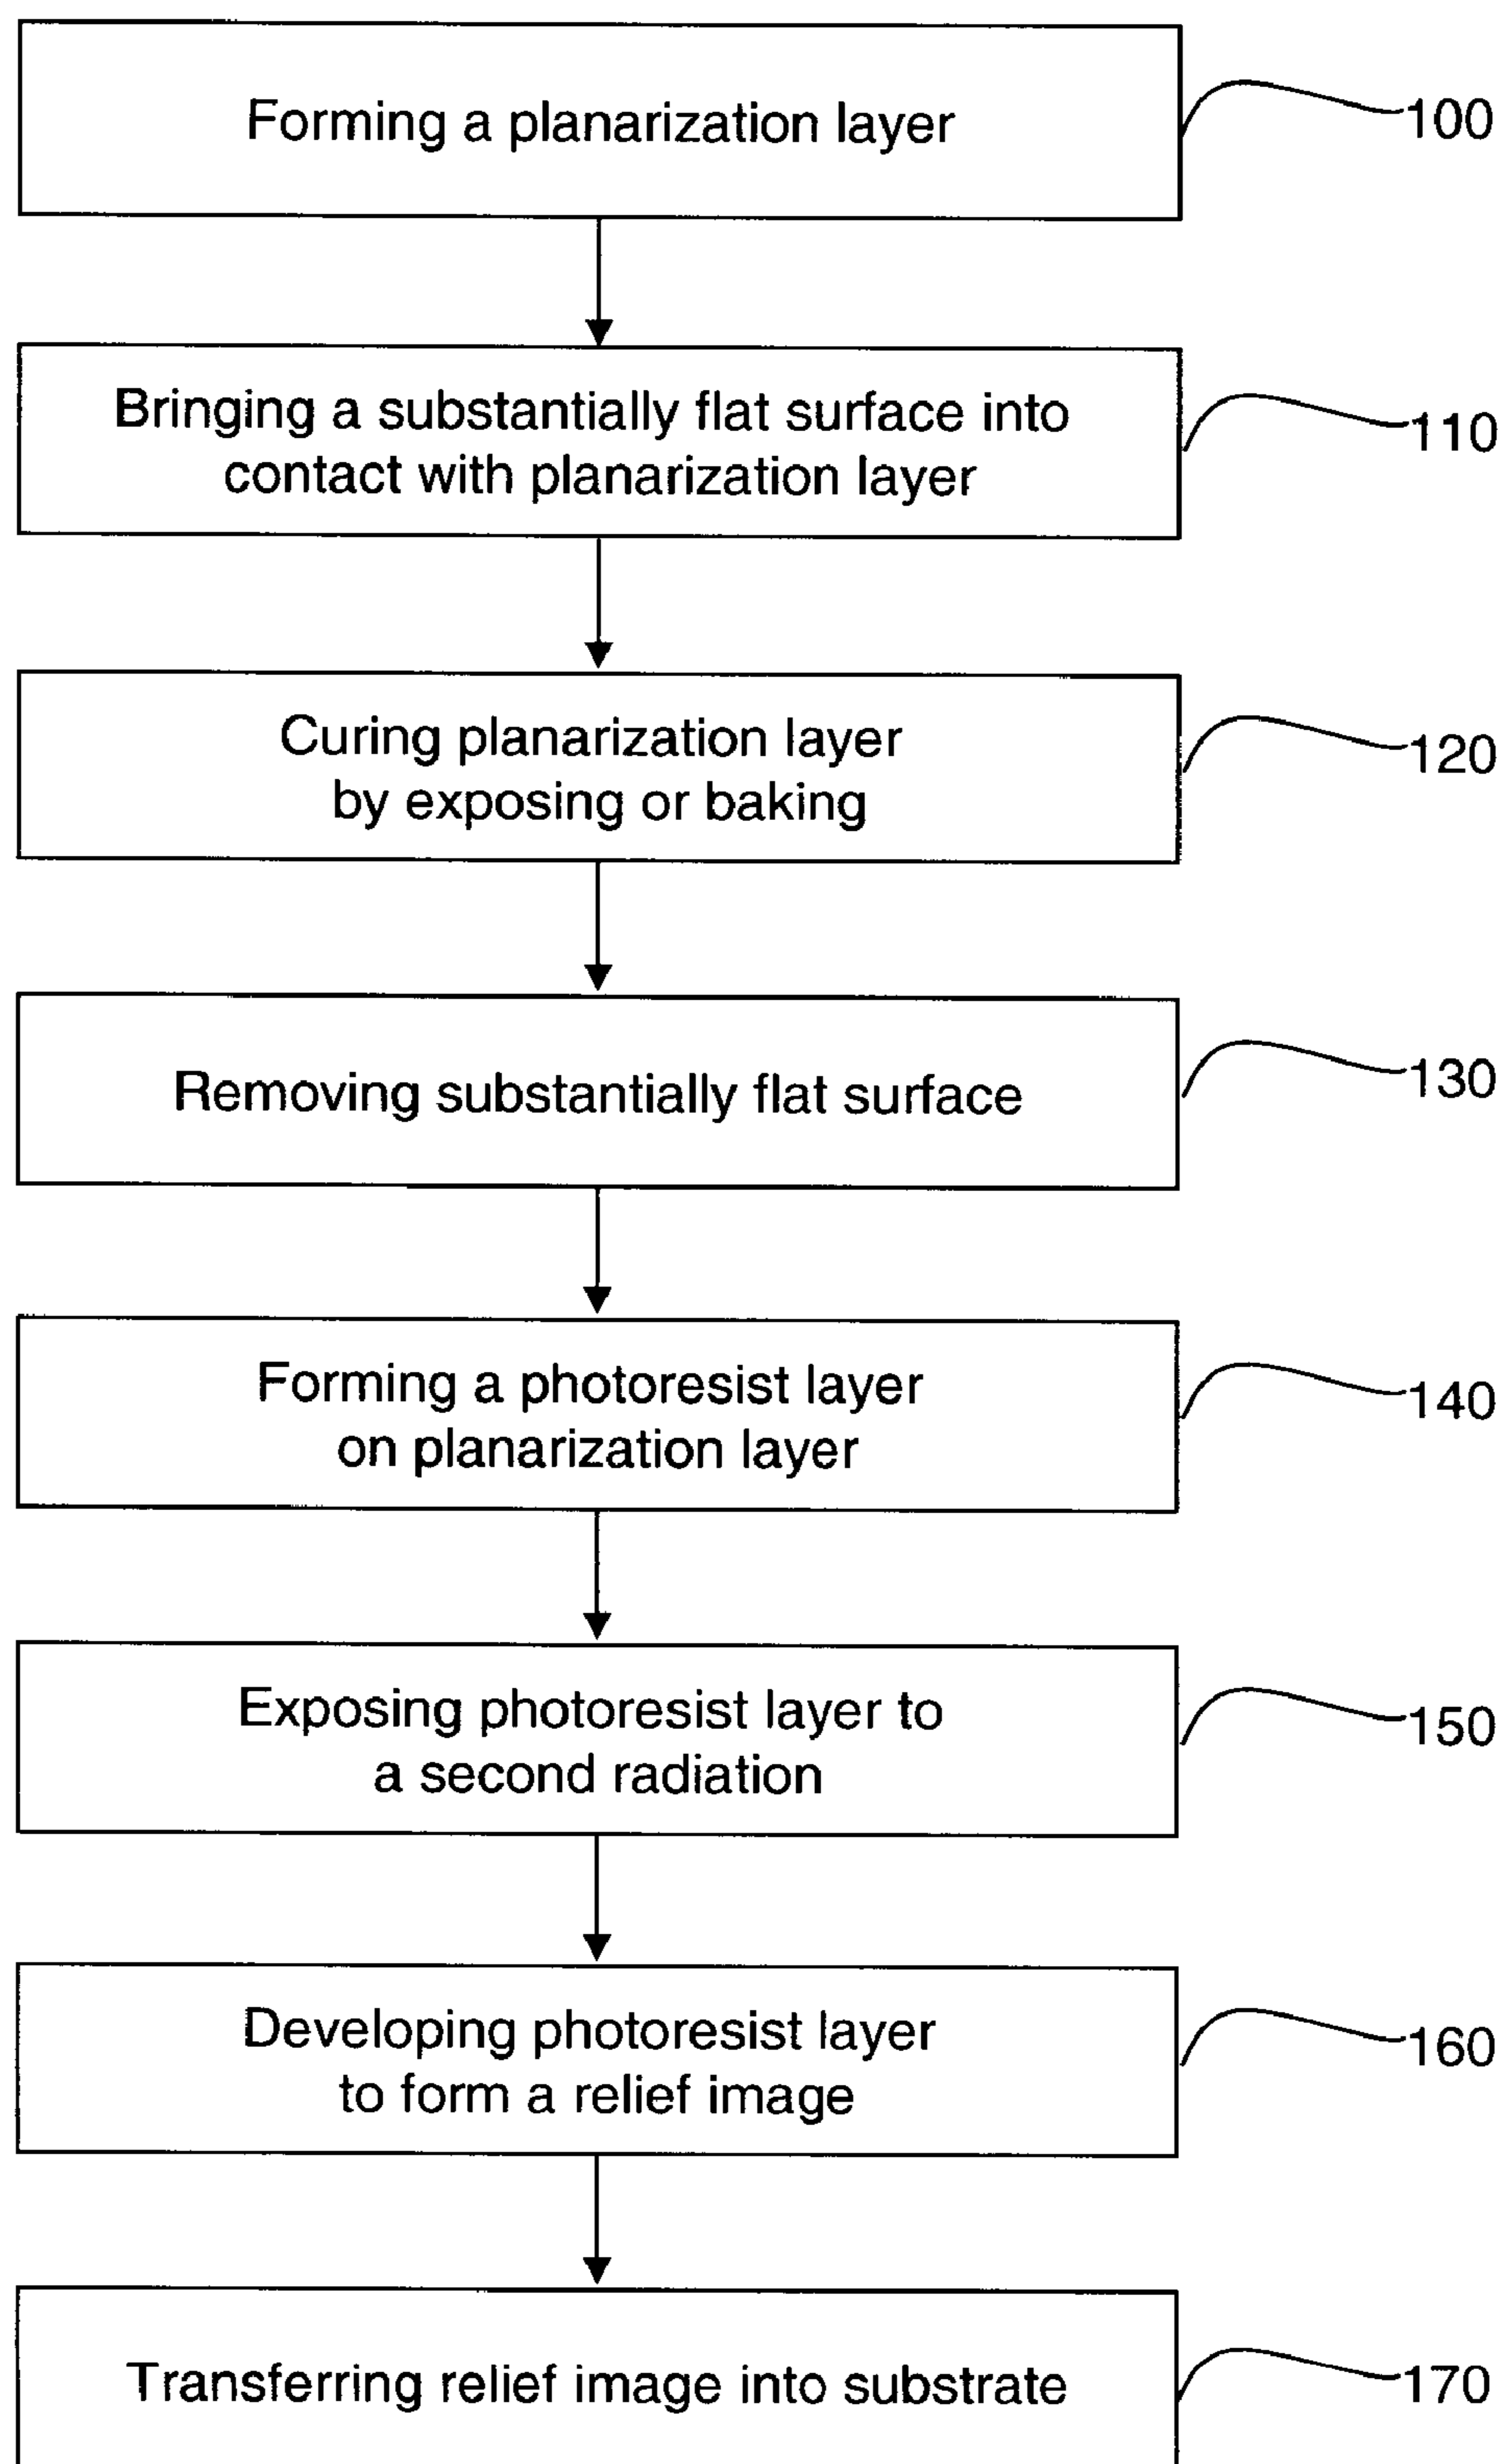 Forming a planarization layer
100
Bringing a substantially flat surface into
contact with planarization layer
110
Curing planarization layer
by exposing or baking
120
Removing substantially flat surface
130
Forming a photoresist layer
on planarization layer
140
Exposing photoresist layer to
a second radiation
150
Developing photoresist layer
to form a relief image
160
Transferring relief image into substrate
170